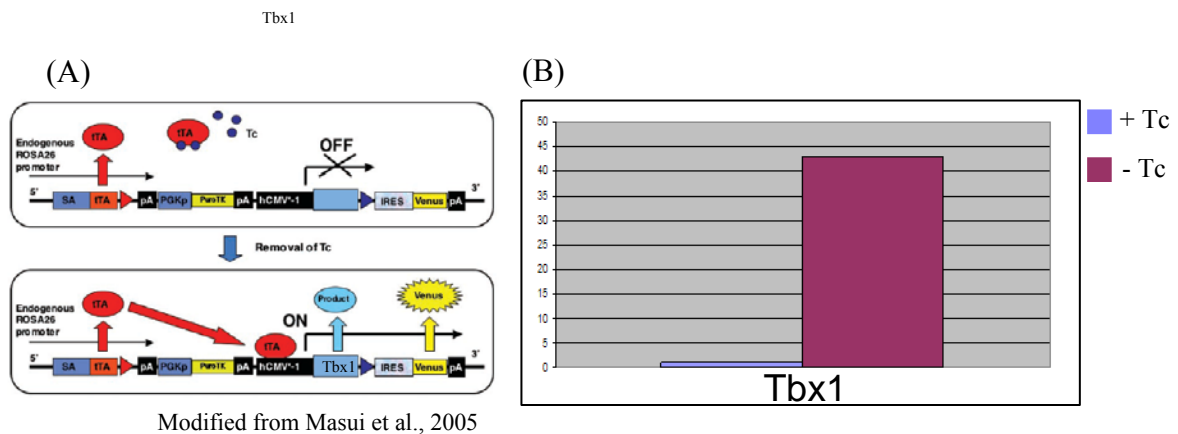 Tbx1
(A)
(B)
tTA
tTA
Tc
Endogenous
ROSA26
promoter
OFF
5'
3'
SA
tTA
pA
PGKp
PuroTK
pA
hCMV*-1
IRES
Venus
pA
Removal of Tc
tTA
Product
Venus
Endogenous
ROSA26
promoter
tTA
ON
5'
3'
SA
tTA
pA
PGKp
PuroTK
pA
hCMV*-1
Tbx1
IRES
Venus
pA
Modified from Masui et al., 2005
50
45
40
35
30
25
20
15
10
5
0
Tbx1
+ Tc
- Tc